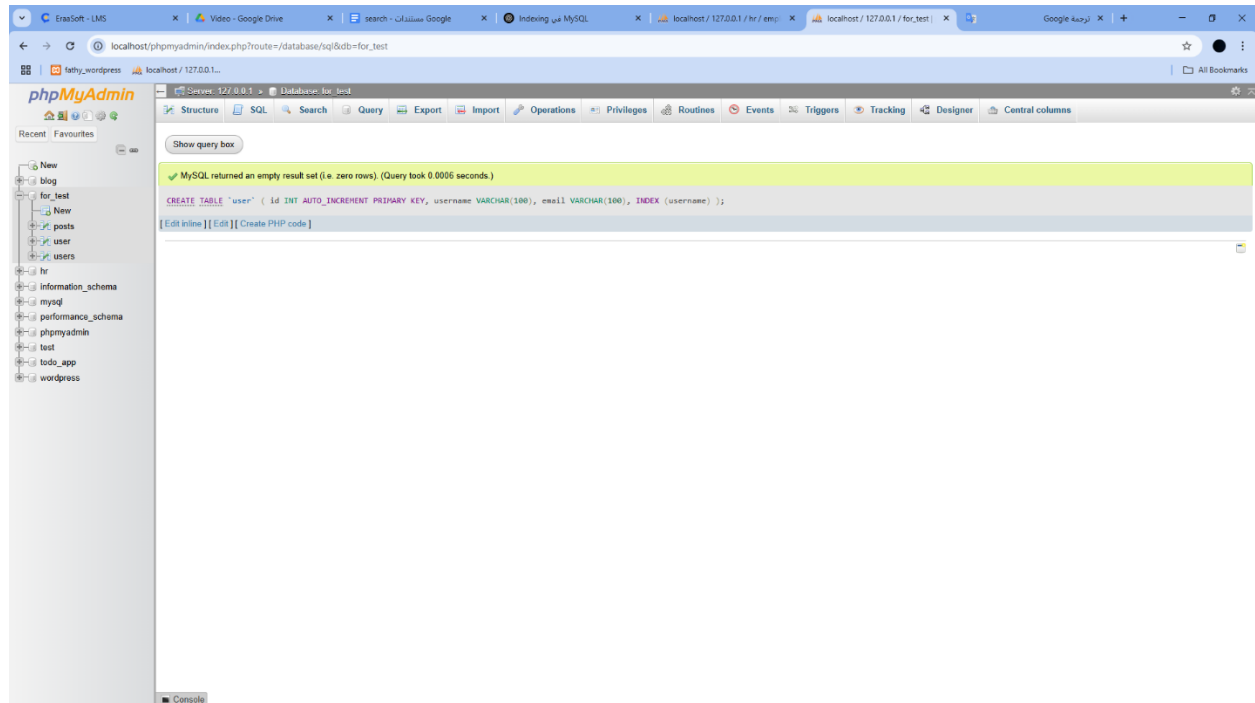 EraaSoft - LMS
Video - Google Drive
search - مستندات Google
Indexing في MySQL
localhost / 127.0.0.1 / hr / emp
localhost / 127.0.0.1 / for_test |
ترجمة Google
localhost/phpmyadmin/index.php?route=/database/sql&db=for_test
fathy_wordpress
localhost / 127.0.0.1...
All Bookmarks
phpMyAdmin
Recent Favourites
New
blog
for_test
New
posts
user
users
hr
information_schema
mysql
performance_schema
phpmyadmin
test
todo_app
wordpress
Server: 127.0.0.1 » Database: for_test
Structure SQL Search Query Export Import Operations Privileges Routines Events Triggers Tracking Designer Central columns
Show query box
MySQL returned an empty result set (i.e. zero rows). (Query took 0.0006 seconds.)
CREATE TABLE `user` ( id INT AUTO_INCREMENT PRIMARY KEY, username VARCHAR(100), email VARCHAR(100), INDEX (username) );
[ Edit inline ] [ Edit ] [ Create PHP code ]
Console